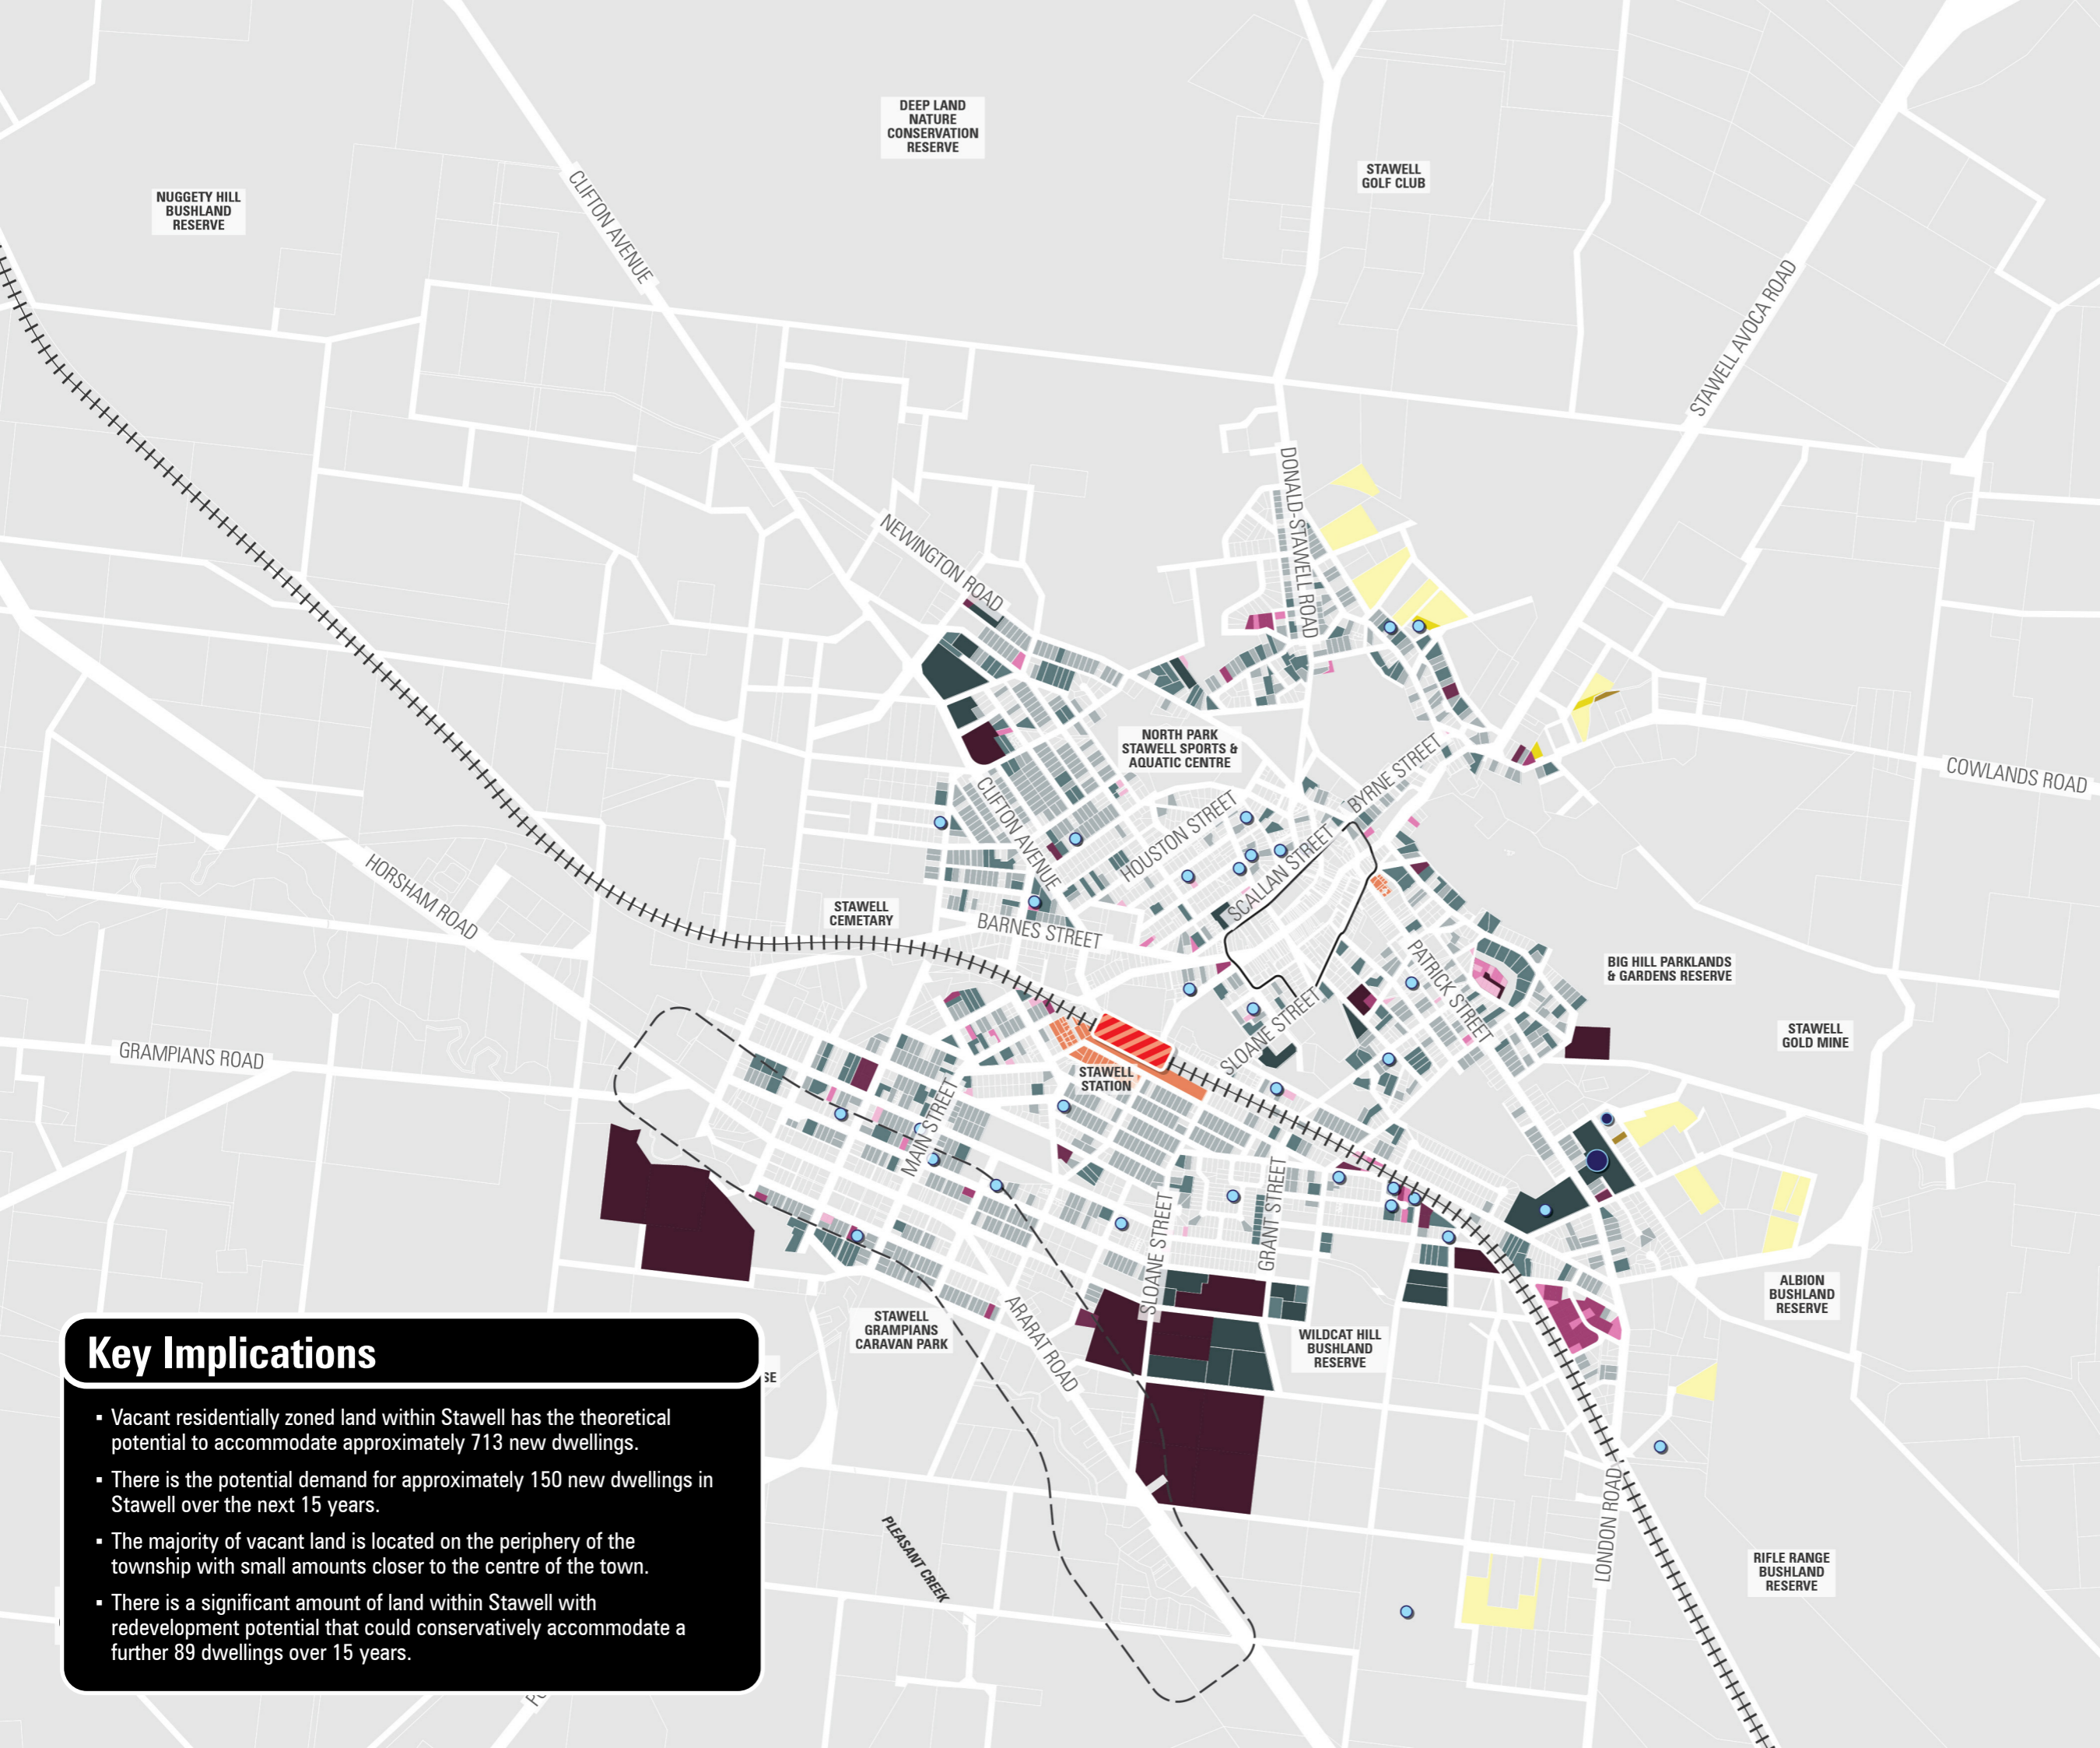 DEEP LAND
NATURE
CONSERVATION
RESERVE
STAWELL
GOLF CLUB
NUGGETY HILL
BUSHLAND
RESERVE
CLIFTON AVENUE
STAWELL AVOCA ROAD
DONALD-STAWELL ROAD
NEWINGTON ROAD
NORTH PARK
STAWELL SPORTS &
AQUATIC CENTRE
BYRNE STREET
COWLANDS ROAD
CLIFTON AVENUE
HOUSTON STREET
SCALLAN STREET
HORSHAM ROAD
STAWELL
CEMETARY
BARNES STREET
PATRICK STREET
BIG HILL PARKLANDS
& GARDENS RESERVE
SLOANE STREET
STAWELL
GOLD MINE
GRAMPIANS ROAD
STAWELL
STATION
MAIN STREET
GRANT STREET
SLOANE STREET
ALBION
BUSHLAND
RESERVE
STAWELL
GRAMPIANS
CARAVAN PARK
ARARAT ROAD
WILDCAT HILL
BUSHLAND
RESERVE
SE
Key Implications
▪ Vacant residentially zoned land within Stawell has the theoretical
potential to accommodate approximately 713 new dwellings.
▪ There is the potential demand for approximately 150 new dwellings in
Stawell over the next 15 years.
▪ The majority of vacant land is located on the periphery of the
township with small amounts closer to the centre of the town.
▪ There is a significant amount of land within Stawell with
redevelopment potential that could conservatively accommodate a
further 89 dwellings over 15 years.
PLEASANT CREEK
LONDON ROAD
RIFLE RANGE
BUSHLAND
RESERVE